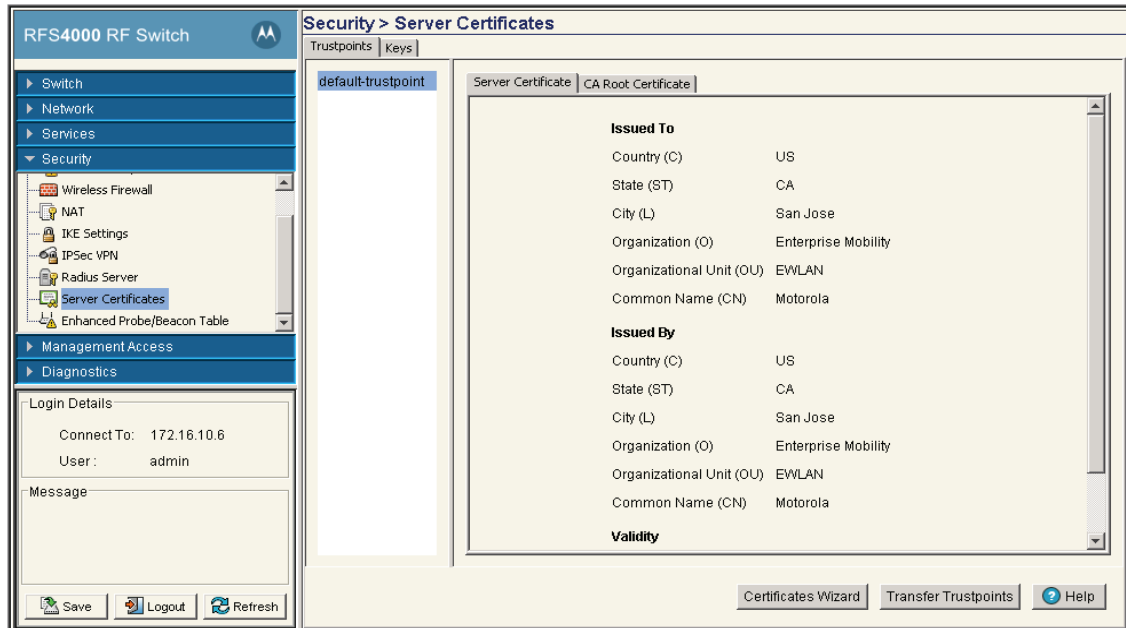 RFS4000 RF Switch
Switch
Network
Services
Security
Wireless Firewall
NAT
IKE Settings
IPSec VPN
Radius Server
Server Certificates
Enhanced Probe/Beacon Table
Management Access
Diagnostics
Login Details
Connect To: 172.16.10.6
User : admin
Message
Save Logout Refresh
Security > Server Certificates
Trustpoints Keys
default-trustpoint
Server Certificate CA Root Certificate
Issued To
Country (C) US
State (ST) CA
City (L) San Jose
Organization (O) Enterprise Mobility
Organizational Unit (OU) EWLAN
Common Name (CN) Motorola
Issued By
Country (C) US
State (ST) CA
City (L) San Jose
Organization (O) Enterprise Mobility
Organizational Unit (OU) EWLAN
Common Name (CN) Motorola
Validity
Certificates Wizard Transfer Trustpoints ? Help